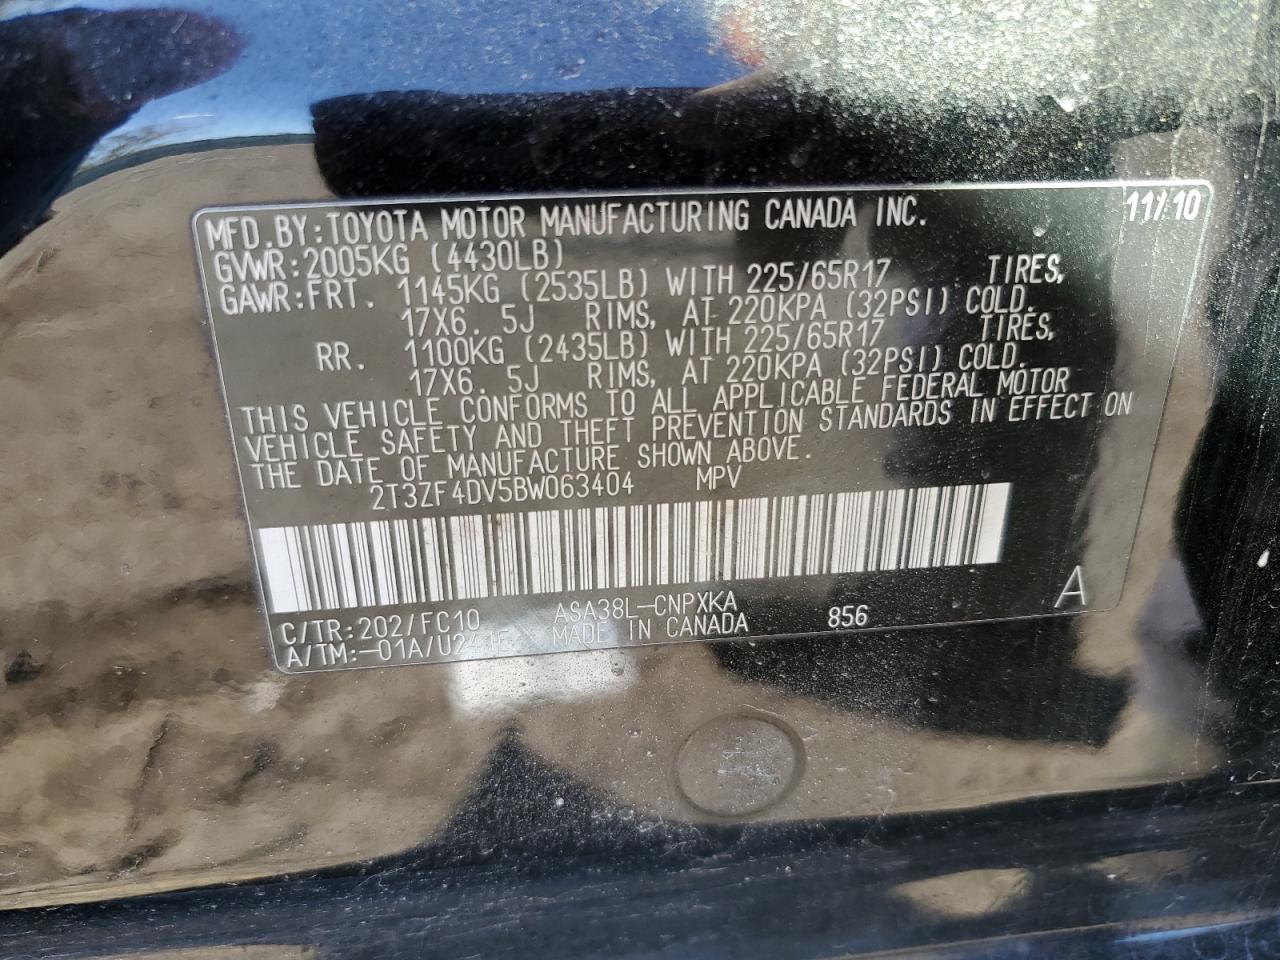 MFD.BY:TOYOTA MOTOR MANUFACTURING CANADA INC. 11/10
GVWR:2005KG (4430LB)
GAWR:FRT. 1145KG (2535LB) WITH 225/65R17 TIRES,
17X6. 5J RIMS, AT 220KPA (32PSI) COLD.
RR. 1100KG (2435LB) WITH 225/65R17 TIRES,
17X6. 5J RIMS, AT 220KPA (32PSI) COLD.
THIS VEHICLE CONFORMS TO ALL APPLICABLE FEDERAL MOTOR
VEHICLE SAFETY AND THEFT PREVENTION STANDARDS IN EFFECT ON
THE DATE OF MANUFACTURE SHOWN ABOVE.
2T3ZF4DV5BW063404 MPV
C/TR:202/FC10 ASA38L-CNPXKA 856 A
A/TM:-01A/U241E MADE IN CANADA